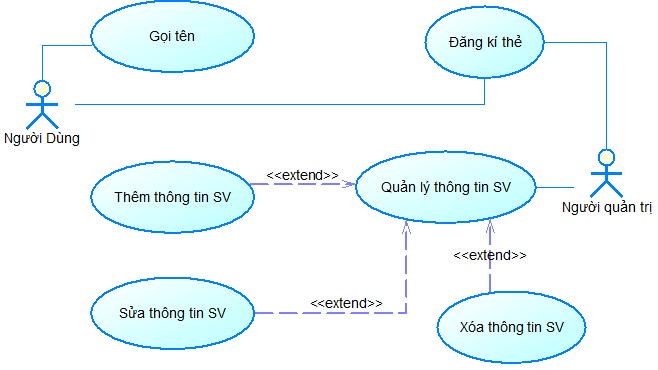 Gọi tên
Đăng kí thẻ
Người Dùng
<<extend>>
Thêm thông tin SV
Quản lý thông tin SV
Người quản trị
<<extend>>
<<extend>>
Sửa thông tin SV
Xóa thông tin SV